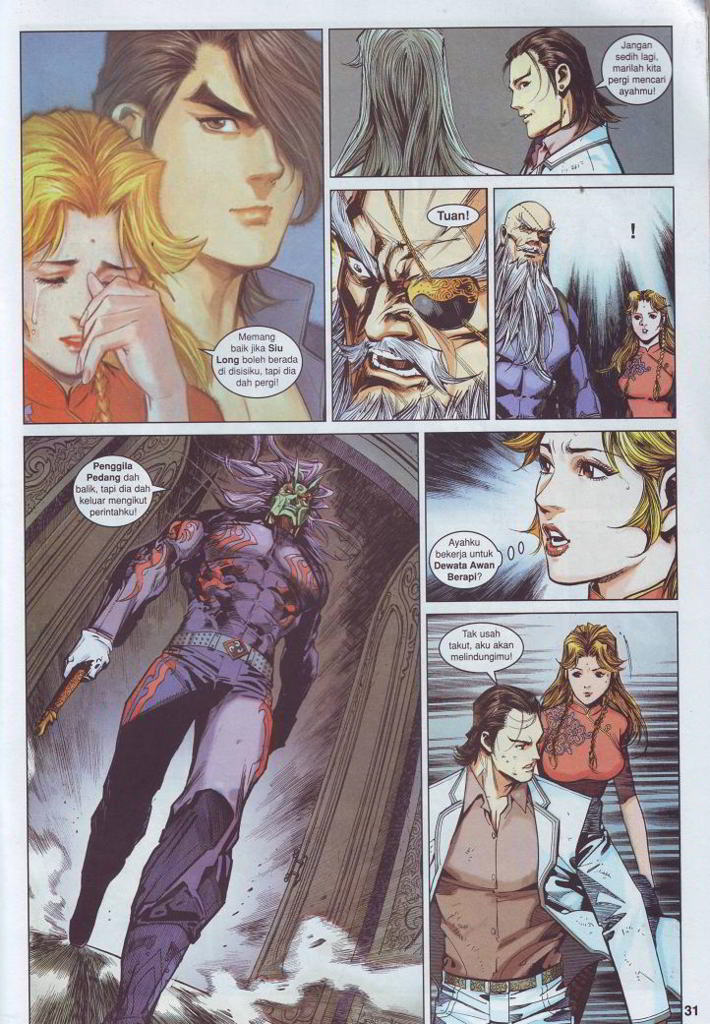 Memang
baik jika Siu
Long boleh berada
di disisiku, tapi dia
dah pergi!
Jangan
sedih lagi,
marilah kita
pergi mencari
ayahmu!
Tuan!
!
Penggila
Pedang dah
balik, tapi dia dah
keluar mengikut
perintahku!
Ayahku
bekerja untuk
Dewata Awan
Berapi?
Tak usah
takut, aku akan
melindungimu!
31